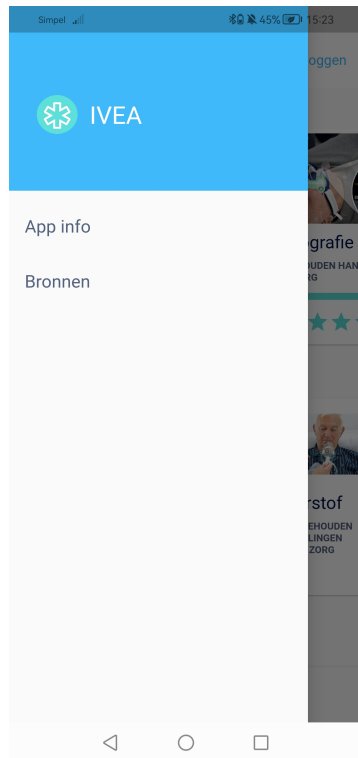 Simpel 45% 15:23
oggen
IVEA
App info
Bronnen
grafie
OUDEN HAN
RG
rstof
EHOUDEN
LINGEN
ZORG